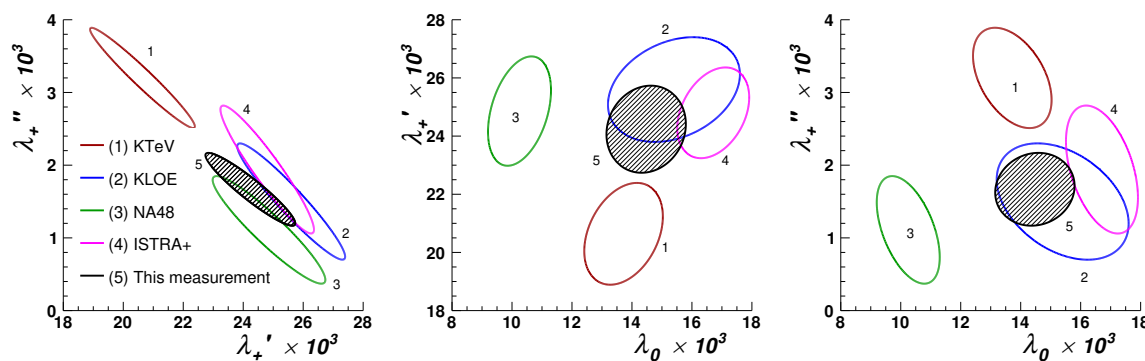 λ₊'' × 10³
4
3
2
1
0
1
4
5
2
3
(1) KTeV
(2) KLOE
(3) NA48
(4) ISTRA+
(5) This measurement
18 20 22 24 26 28
λ₊' × 10³
λ₊' × 10³
28
26
24
22
20
18
2
3
5
4
1
8 10 12 14 16 18
λ₀ × 10³
λ₊'' × 10³
4
3
2
1
0
1
4
3
5
2
8 10 12 14 16 18
λ₀ × 10³